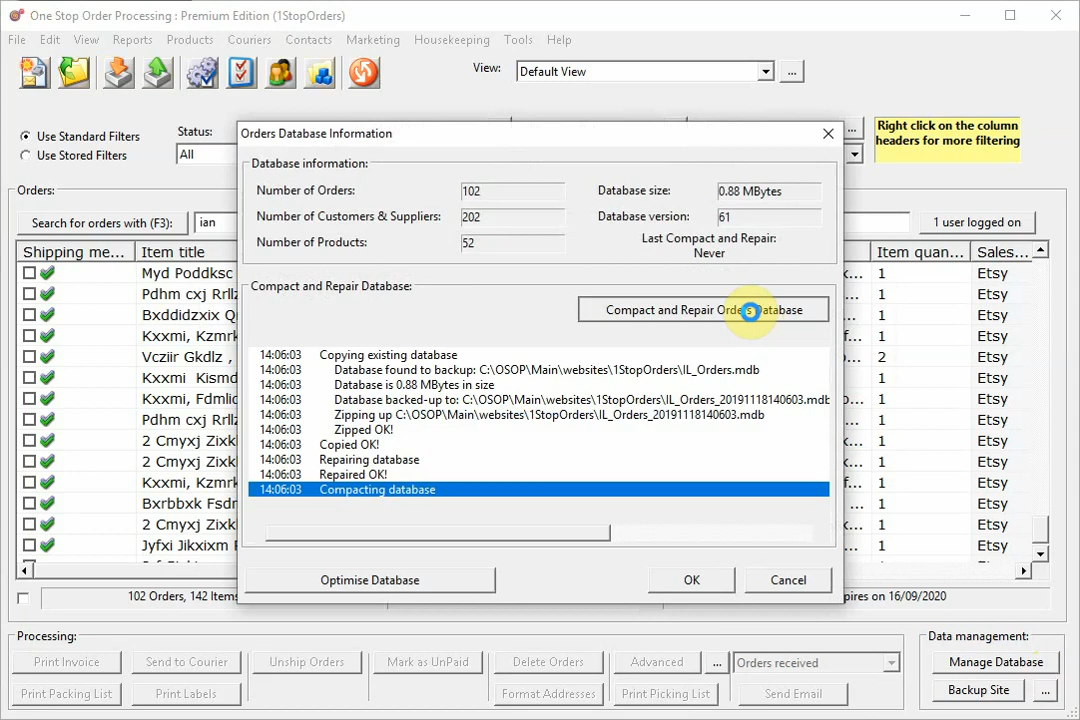 One Stop Order Processing : Premium Edition (1StopOrders)
File Edit View Reports Products Couriers Contacts Marketing Housekeeping Tools Help
View: Default View ...
Use Standard Filters
Use Stored Filters
Status:
All
...
Right click on the column
headers for more filtering
Orders:
Search for orders with (F3): ian
1 user logged on
Shipping me... Item title Item quan... Sales...
Myd Poddksc 1 Etsy
Pdhm cxj Rrllz 1 Etsy
Bxddidzxix Q 1 Etsy
Kxxmi, Kzmrk 1 Etsy
Vcziir Gkdlz , 2 Etsy
Kxxmi Kismd 1 Etsy
Kxxmi, Fdmlic 1 Etsy
Pdhm cxj Rrllz 1 Etsy
2 Cmyxj Zixk 1 Etsy
2 Cmyxj Zixk 1 Etsy
Kxxmi, Kzmrk 1 Etsy
Bxrbbxk Fsdr 1 Etsy
2 Cmyxj Zixk 1 Etsy
Jyfxi Jikxixm 1 Etsy
102 Orders, 142 Items
pires on 16/09/2020
Orders Database Information
Database information:
Number of Orders: 102
Database size: 0.88 MBytes
Number of Customers & Suppliers: 202
Database version: 61
Number of Products: 52
Last Compact and Repair:
Never
Compact and Repair Database:
Compact and Repair Orders Database
14:06:03 Copying existing database
14:06:03 Database found to backup: C:\OSOP\Main\websites\1StopOrders\IL_Orders.mdb
14:06:03 Database is 0.88 MBytes in size
14:06:03 Database backed-up to: C:\OSOP\Main\websites\1StopOrders\IL_Orders_20191118140603.mdb
14:06:03 Zipping up C:\OSOP\Main\websites\1StopOrders\IL_Orders_20191118140603.mdb
14:06:03 Zipped OK!
14:06:03 Copied OK!
14:06:03 Repairing database
14:06:03 Repaired OK!
14:06:03 Compacting database
Optimise Database
OK
Cancel
Processing:
Print Invoice Send to Courier Unship Orders Mark as UnPaid Delete Orders Advanced ... Orders received
Print Packing List Print Labels Format Addresses Print Picking List Send Email
Data management:
Manage Database
Backup Site ...